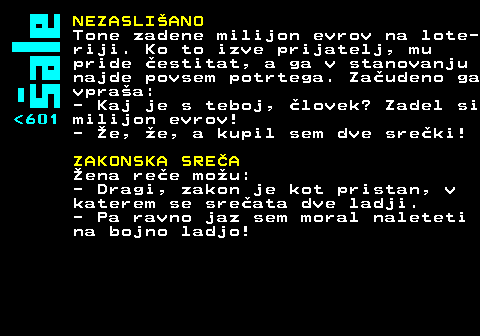 šale
<601
NEZASLIŠANO
Tone zadene milijon evrov na lote-
riji. Ko to izve prijatelj, mu
pride čestitat, a ga v stanovanju
najde povsem potrtega. Začudeno ga
vpraša:
- Kaj je s teboj, človek? Zadel si
milijon evrov!
- Že, že, a kupil sem dve srečki!
ZAKONSKA SREČA
Žena reče možu:
- Dragi, zakon je kot pristan, v
katerem se srečata dve ladji.
- Pa ravno jaz sem moral naleteti
na bojno ladjo!